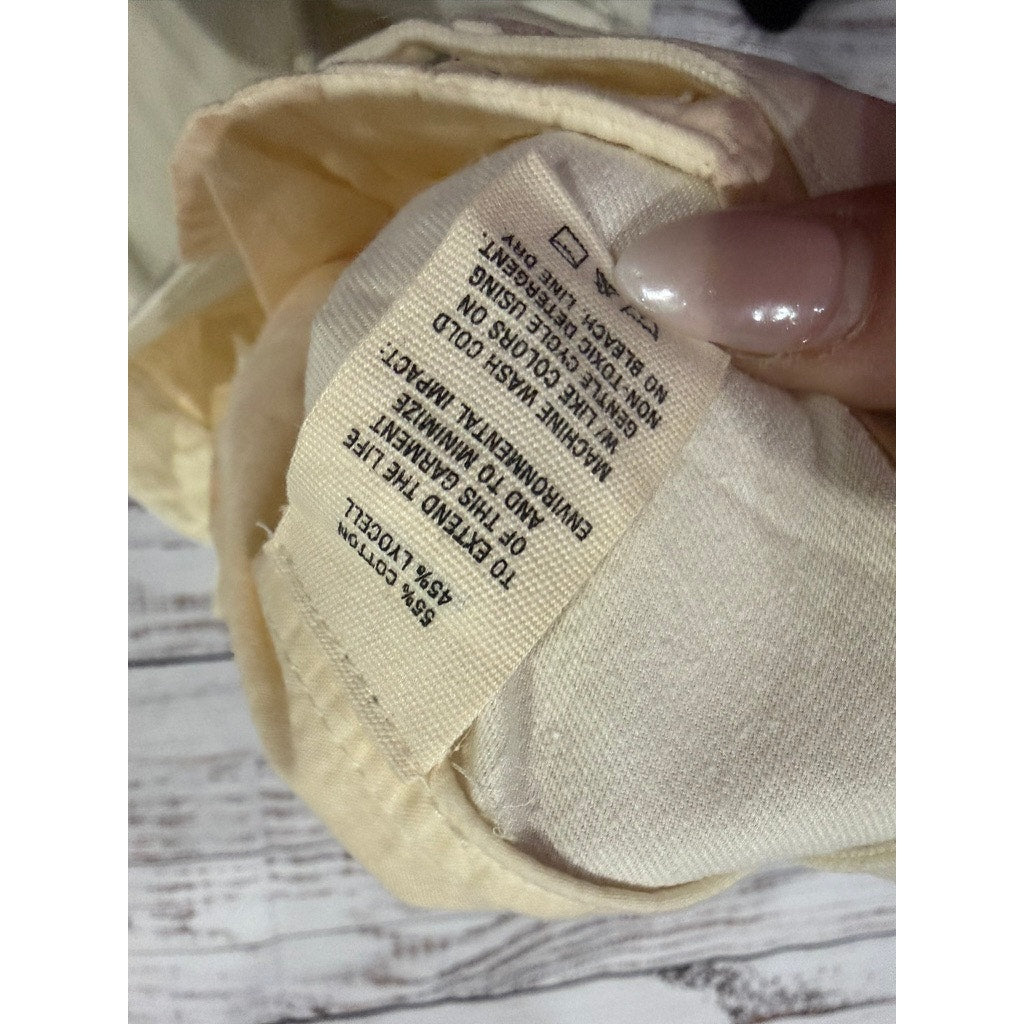 55% COTTON
45% LYOCELL
TO EXTEND THE LIFE
OF THIS GARMENT
AND TO MINIMIZE
ENVIRONMENTAL IMPACT:
MACHINE WASH COLD
W/ LIKE COLORS ON
GENTLE CYCLE USING
NON-TOXIC DETERGENT.
NO BLEACH. LINE DRY